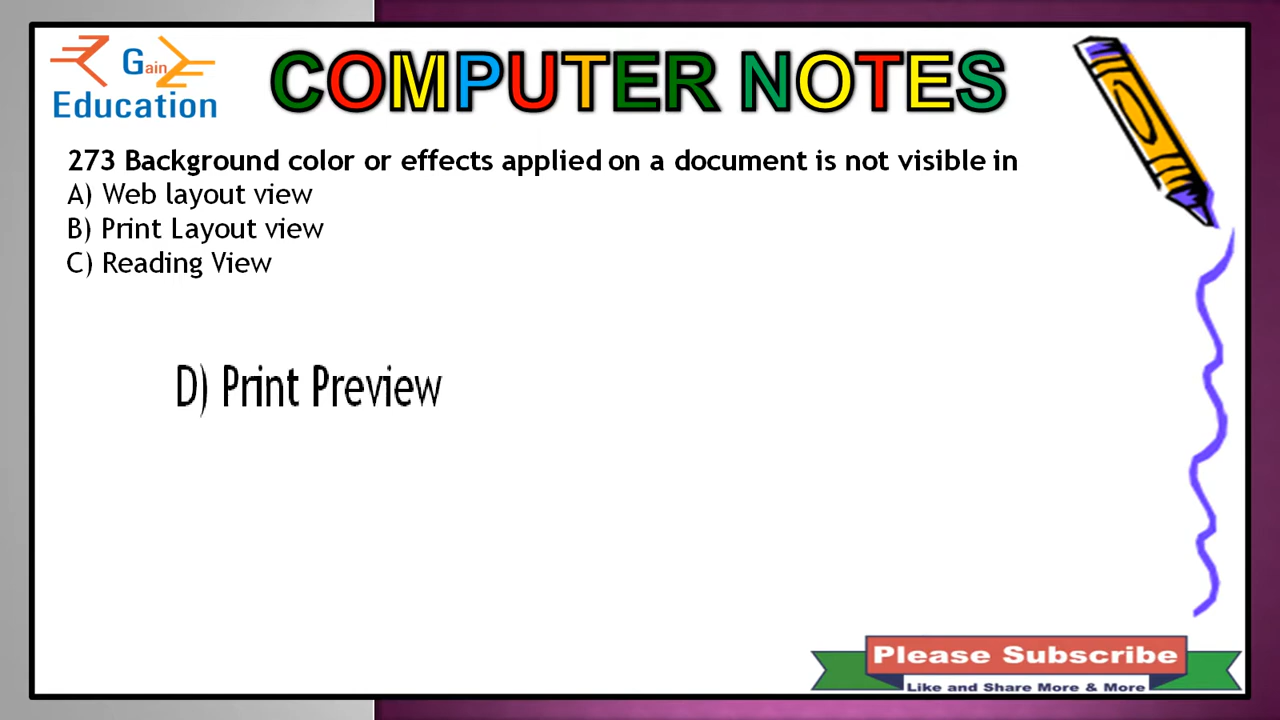 Gain
Education
COMPUTER NOTES
273 Background color or effects applied on a document is not visible in
A) Web layout view
B) Print Layout view
C) Reading View
D) Print Preview
Please Subscribe
Like and Share More & More